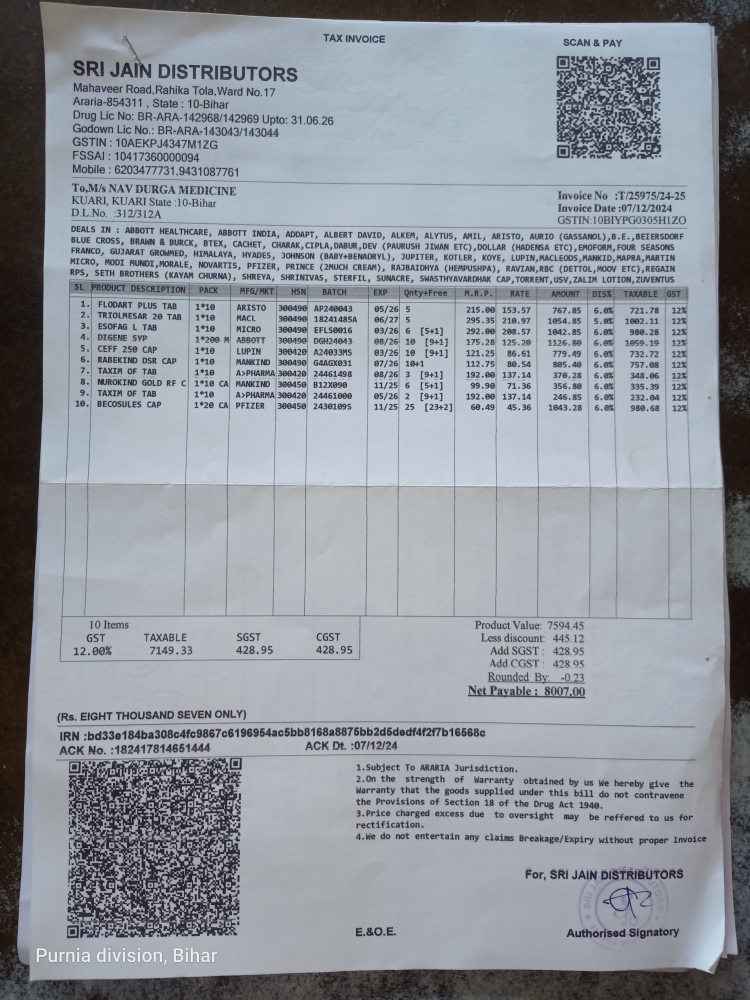 TAX INVOICE
SCAN & PAY
SRI JAIN DISTRIBUTORS
Mahaveer Road,Rahika Tola,Ward No.17
Araria-854311 , State : 10-Bihar
Drug Lic No: BR-ARA-142968/142969 Upto: 31.06.26
Godown Lic No.: BR-ARA-143043/143044
GSTIN : 10AEKPJ4347M1ZG
FSSAI : 10417360000094
Mobile : 6203477731,9431087761
To,M/s NAV DURGA MEDICINE
KUARI, KUARI State :10-Bihar
D.L.No. :312/312A
Invoice No :T/25975/24-25
Invoice Date :07/12/2024
GSTIN:10BIYPG0305H1ZO
DEALS IN : ABBOTT HEALTHCARE, ABBOTT INDIA, ADDAPT, ALBERT DAVID, ALKEM, ALYTUS, AMIL, ARISTO, AURIO (GASSANOL),B.E.,BEIERSDORF
BLUE CROSS, BRAWN & BURCK, BTEX, CACHET, CHARAK,CIPLA,DABUR,DEV (PAURUSH JIWAN ETC),DOLLAR (HADENSA ETC),EMOFORM,FOUR SEASONS
FRANCO, GUJARAT GROWMED, HIMALAYA, HYADES, JOHNSON (BABY+BENADRYL), JUPITER, KOTLER, KOYE, LUPIN,MACLEODS,MANKIND,MAPRA,MARTIN
MICRO, MODI MUNDI,MORALE, NOVARTIS, PFIZER, PRINCE (2MUCH CREAM), RAJBAIDHYA (HEMPUSHPA), RAVIAN,RBC (DETTOL,MOOV ETC),REGAIN
RPS, SETH BROTHERS (KAYAM CHURNA), SHREYA, SHRINIVAS, STERFIL, SUNACRE, SWASTHYAVARDHAK CAP,TORRENT,USV,ZALIM LOTION,ZUVENTUS
SL PRODUCT DESCRIPTION PACK MFG/MKT HSN BATCH EXP Qnty+Free M.R.P. RATE AMOUNT DIS% TAXABLE GST
1. FLODART PLUS TAB 1*10 ARISTO 300490 AP240043 05/26 5 215.00 153.57 767.85 6.0% 721.78 12%
2. TRIOLMESAR 20 TAB 1*10 MACL 300490 18241485A 06/27 5 295.35 210.97 1054.85 5.0% 1002.11 12%
3. ESOFAG L TAB 1*10 MICRO 300490 EFLS0016 03/26 6 [5+1] 292.00 208.57 1042.85 6.0% 980.28 12%
4. DIGENE SYP 1*200 M ABBOTT 300490 DGH24043 08/26 10 [9+1] 175.28 125.20 1126.80 6.0% 1059.19 12%
5. CEFF 250 CAP 1*10 LUPIN 300420 A24033MS 03/26 10 [9+1] 121.25 86.61 779.49 6.0% 732.72 12%
6. RABEKIND DSR CAP 1*10 MANKIND 300490 G4AGX031 07/26 10+1 112.75 80.54 805.40 6.0% 757.08 12%
7. TAXIM OF TAB 1*10 A>PHARMA 300420 24461498 08/26 3 [9+1] 192.00 137.14 370.28 6.0% 348.06 12%
8. NUROKIND GOLD RF C 1*10 CA MANKIND 300450 B12X090 11/25 6 [5+1] 99.90 71.36 356.80 6.0% 335.39 12%
9. TAXIM OF TAB 1*10 A>PHARMA 300420 24461000 05/26 2 [9+1] 192.00 137.14 246.85 6.0% 232.04 12%
10. BECOSULES CAP 1*20 CA PFIZER 300450 2430109S 11/25 25 [23+2] 60.49 45.36 1043.28 6.0% 980.68 12%
10 Items
GST TAXABLE SGST CGST
12.00% 7149.33 428.95 428.95
Product Value: 7594.45
Less discount: 445.12
Add SGST : 428.95
Add CGST : 428.95
Rounded By: -0.23
Net Payable : 8007.00
(Rs. EIGHT THOUSAND SEVEN ONLY)
IRN :bd33e184ba308c4fc9867c6196954ac5bb8168a8875bb2d5dedf4f2f7b16568c
ACK No. :182417814651444 ACK Dt. :07/12/24
1.Subject To ARARIA Jurisdiction.
2.On the strength of Warranty obtained by us We hereby give the
Warranty that the goods supplied under this bill do not contravene
the Provisions of Section 18 of the Drug Act 1940.
3.Price charged excess due to oversight may be reffered to us for
rectification.
4.We do not entertain any claims Breakage/Expiry without proper Invoice
For, SRI JAIN DISTRIBUTORS
E.&O.E.
Authorised Signatory
Purnia division, Bihar